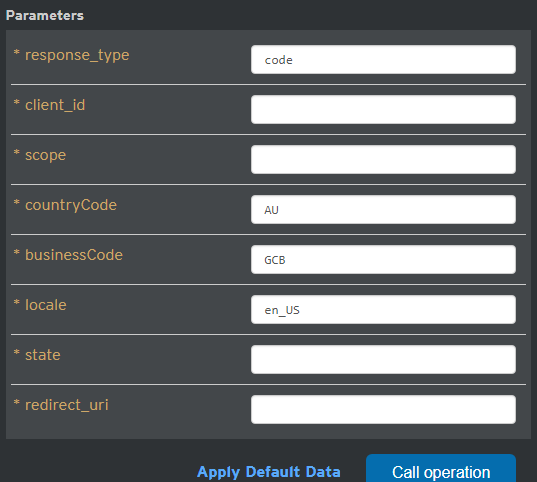 Parameters
* response_type code
* client_id
* scope
* countryCode AU
* businessCode GCB
* locale en_US
* state
* redirect_uri
Apply Default Data Call operation